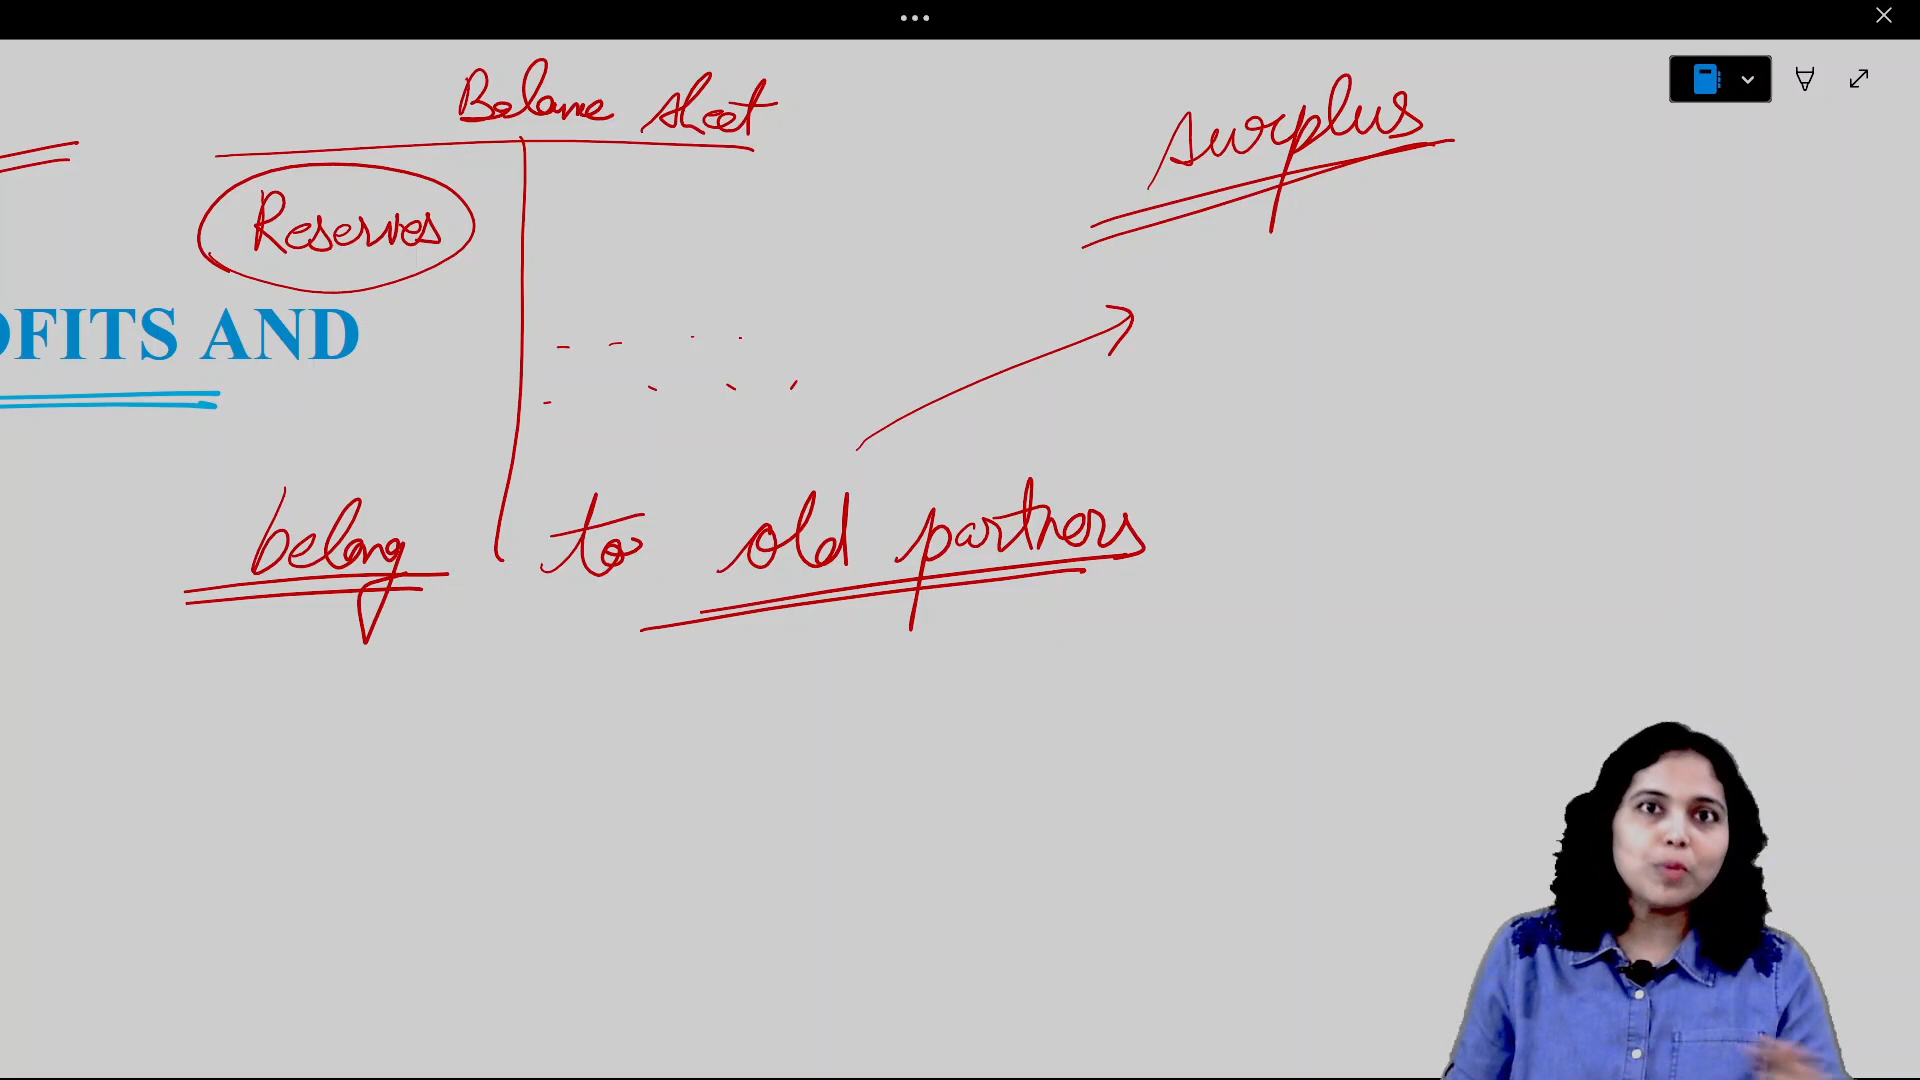 Balance sheet
surplus
Reserves
OFITS AND
belong to old partners